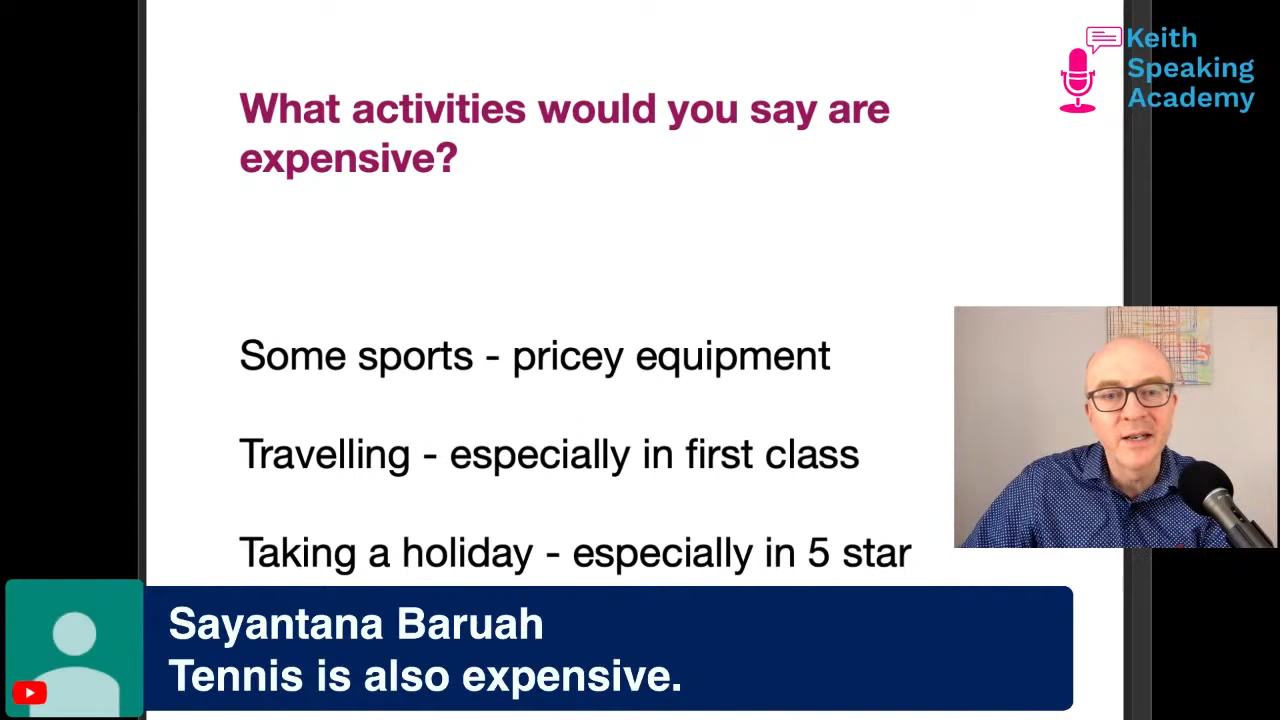 Keith
Speaking
Academy
What activities would you say are
expensive?
Some sports - pricey equipment
Travelling - especially in first class
Taking a holiday - especially in 5 star
Sayantana Baruah
Tennis is also expensive.